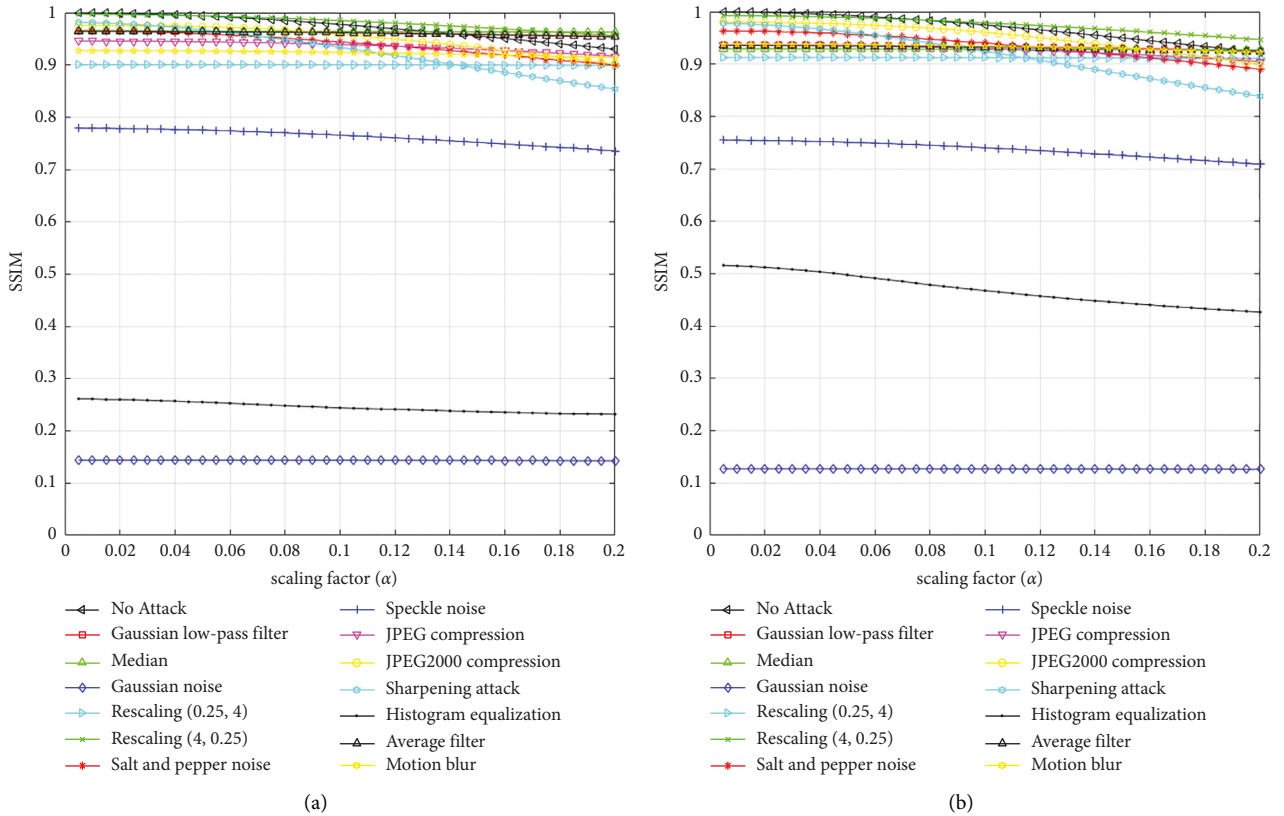 1
0.9
0.8
0.7
0.6
0.5
0.4
0.3
0.2
0.1
0
SSIM
0 0.02 0.04 0.06 0.08 0.1 0.12 0.14 0.16 0.18 0.2
scaling factor (α)
No Attack
Gaussian low-pass filter
Median
Gaussian noise
Rescaling (0.25, 4)
Rescaling (4, 0.25)
Salt and pepper noise
Speckle noise
JPEG compression
JPEG2000 compression
Sharpening attack
Histogram equalization
Average filter
Motion blur
(a)
1
0.9
0.8
0.7
0.6
0.5
0.4
0.3
0.2
0.1
0
SSIM
0 0.02 0.04 0.06 0.08 0.1 0.12 0.14 0.16 0.18 0.2
scaling factor (α)
No Attack
Gaussian low-pass filter
Median
Gaussian noise
Rescaling (0.25, 4)
Rescaling (4, 0.25)
Salt and pepper noise
Speckle noise
JPEG compression
JPEG2000 compression
Sharpening attack
Histogram equalization
Average filter
Motion blur
(b)